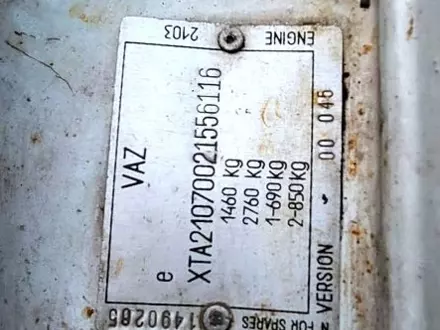 VAZ
e
XTA21070021556116
1460 KG
2760 KG
1-690 KG
2-850 KG
ENGINE 2103
VERSION - 00 045
N FOR SPARES 1490265